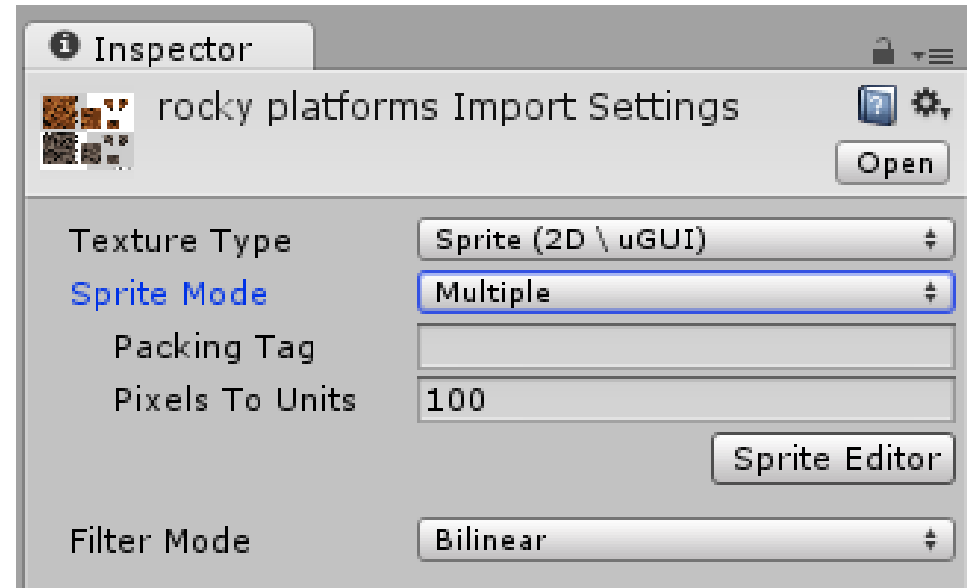 Inspector
rocky platforms Import Settings
Open
Texture Type Sprite (2D \ uGUI)
Sprite Mode Multiple
Packing Tag
Pixels To Units 100
Sprite Editor
Filter Mode Bilinear